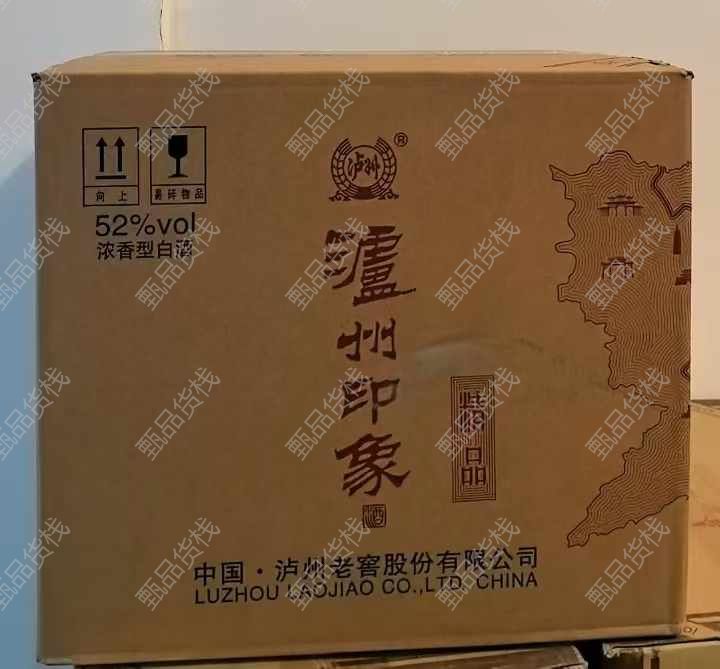 向上
易碎物品
52%vol
浓香型白酒
泸州
®
瀘州印象
酒
品
中国·泸州老窖股份有限公司
LUZHOU LAOJIAO CO.,LTD. CHINA
甄品货栈